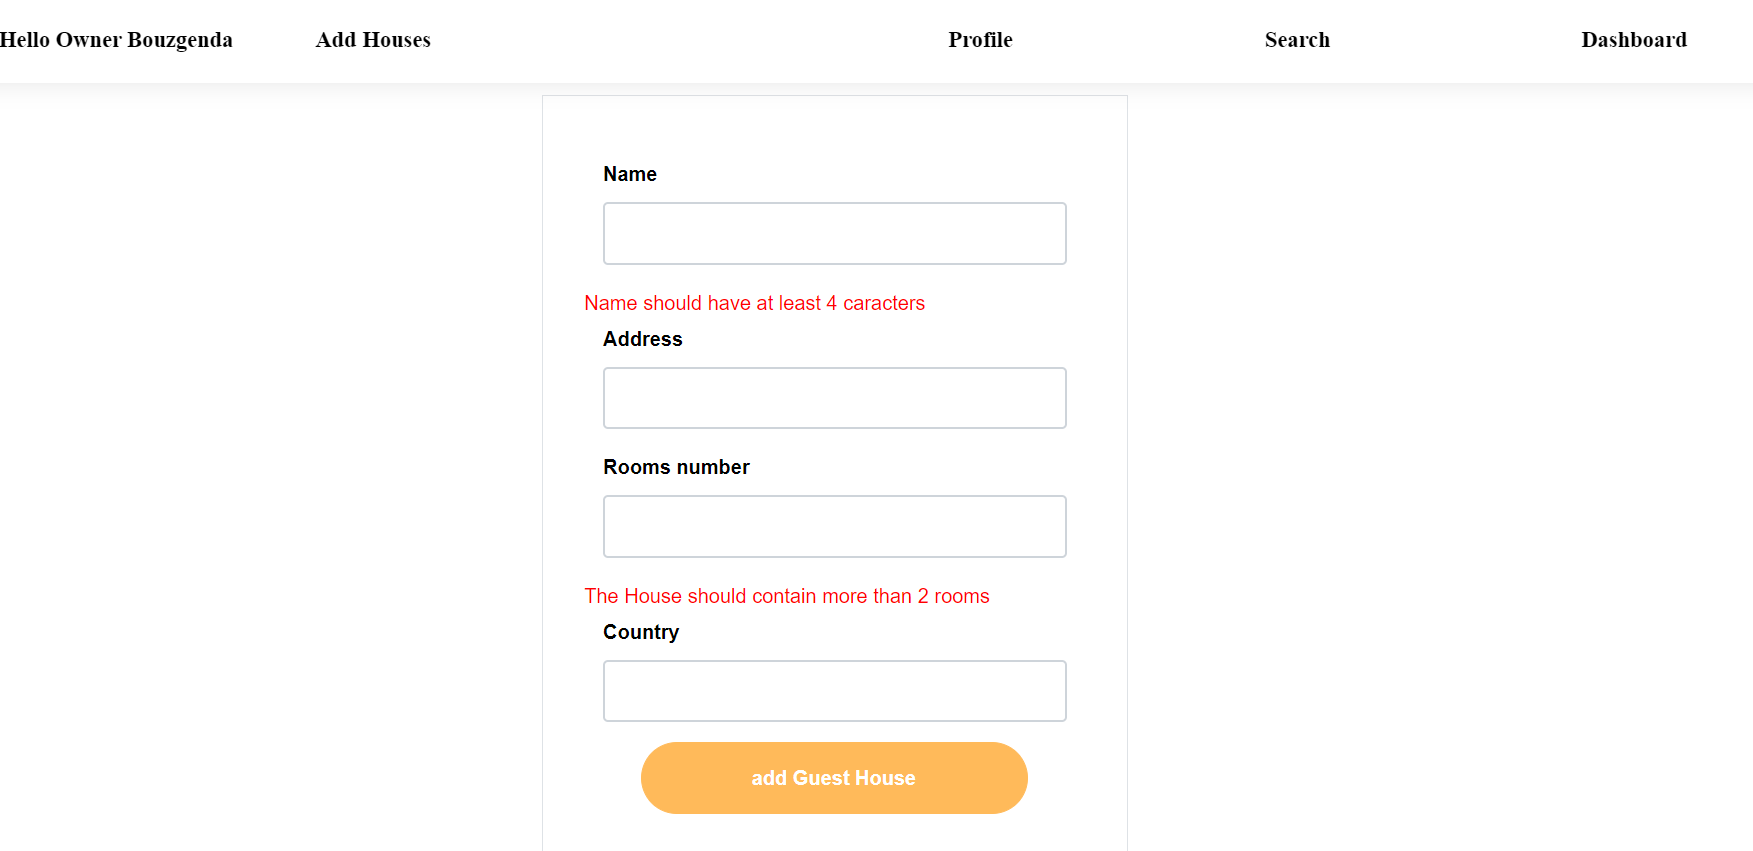 Hello Owner Bouzgenda Add Houses Profile Search Dashboard
Name
Name should have at least 4 caracters
Address
Rooms number
The House should contain more than 2 rooms
Country
add Guest House